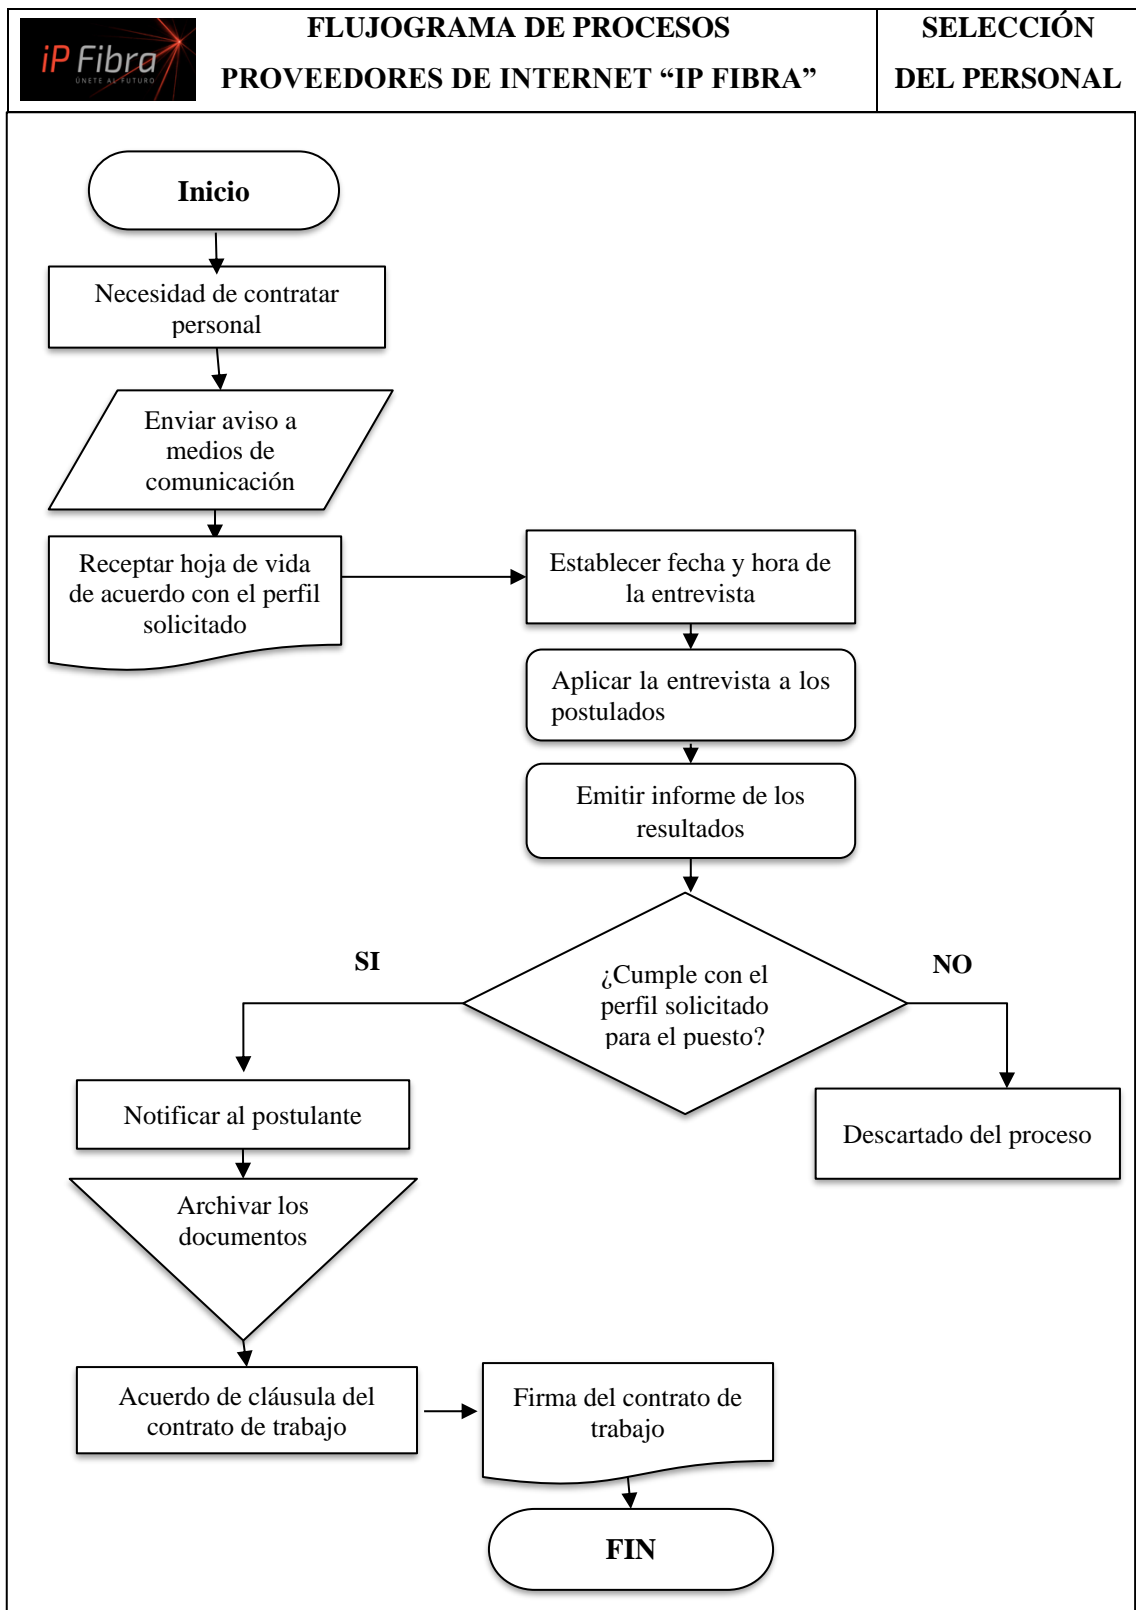 iP Fibra
ÚNETE AL FUTURO
FLUJOGRAMA DE PROCESOS
PROVEEDORES DE INTERNET “IP FIBRA”
SELECCIÓN
DEL PERSONAL
Inicio
Necesidad de contratar
personal
Enviar aviso a
medios de
comunicación
Receptar hoja de vida
de acuerdo con el perfil
solicitado
Establecer fecha y hora de
la entrevista
Aplicar la entrevista a los
postulados
Emitir informe de los
resultados
¿Cumple con el
perfil solicitado
para el puesto?
SI
NO
Notificar al postulante
Descartado del proceso
Archivar los
documentos
Acuerdo de cláusula del
contrato de trabajo
Firma del contrato de
trabajo
FIN